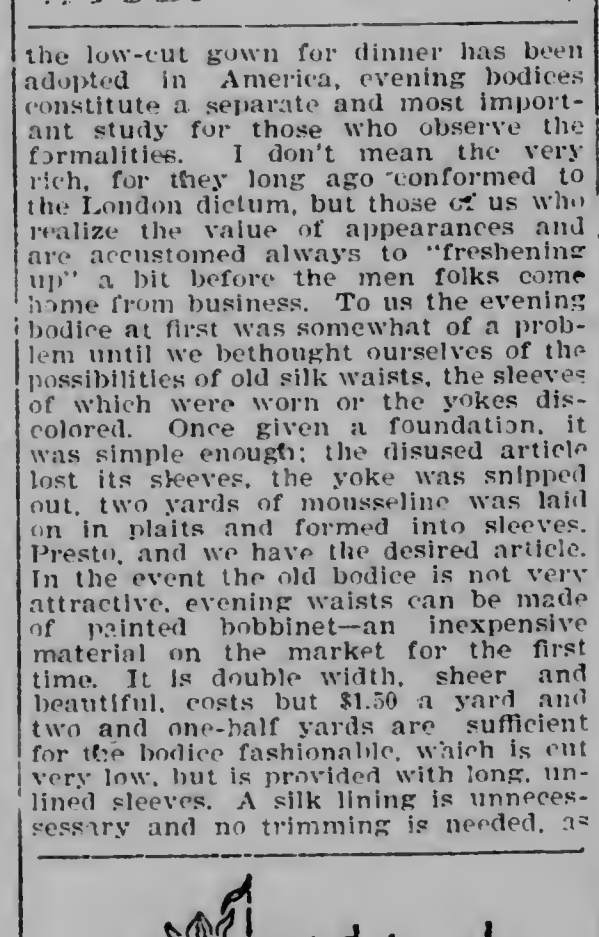 the low-cut gown for dinner has been
adopted in America, evening bodices
constitute a separate and most import-
ant study for those who observe the
formalities. I don't mean the very
rich, for they long ago conformed to
the London dictum, but those of us who
realize the value of appearances and
are accustomed always to "freshening
up" a bit before the men folks come
home from business. To us the evening
bodice at first was somewhat of a prob-
lem until we bethought ourselves of the
possibilities of old silk waists, the sleeves
of which were worn or the yokes dis-
colored. Once given a foundation, it
was simple enough; the disused article
lost its sleeves, the yoke was snipped
out, two yards of mousseline was laid
on in plaits and formed into sleeves.
Presto, and we have the desired article.
In the event the old bodice is not very
attractive, evening waists can be made
of painted bobbinet—an inexpensive
material on the market for the first
time. It is double width, sheer and
beautiful, costs but $1.50 a yard and
two and one-half yards are sufficient
for the bodice fashionable, which is cut
very low, but is provided with long, un-
lined sleeves. A silk lining is unneces-
sessary and no trimming is needed, as